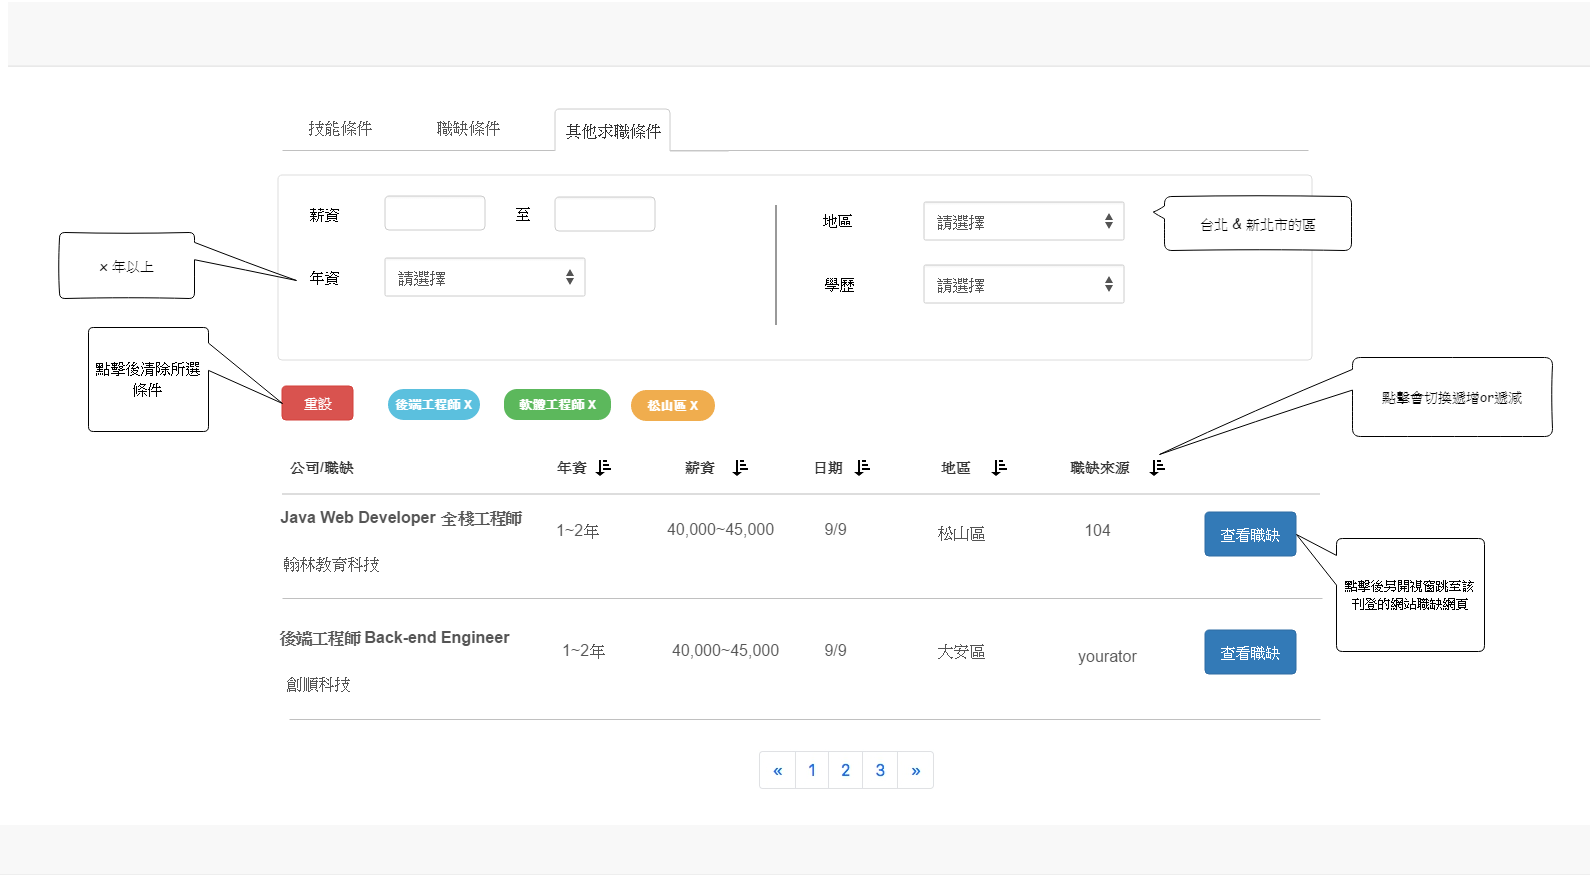 技能條件 職缺條件 其他求職條件
薪資 至
地區 請選擇
台北 & 新北市的區
x 年以上
年資 請選擇
學歷 請選擇
點擊後清除所選
條件
重設 後端工程師 X 軟體工程師 X 松山區 X
點擊會切換遞增or遞減
公司/職缺 年資 薪資 日期 地區 職缺來源
Java Web Developer 全棧工程師
1~2年 40,000~45,000 9/9 松山區 104 查看職缺
翰林教育科技
點擊後另開視窗跳至該
刊登的網站職缺網頁
後端工程師 Back-end Engineer
1~2年 40,000~45,000 9/9 大安區 yourator 查看職缺
創順科技
« 1 2 3 »